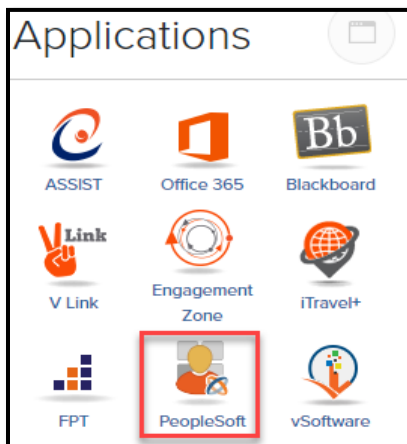 Applications
Bb
ASSIST Office 365 Blackboard
Link
V Link Engagement Zone iTravel+
FPT PeopleSoft vSoftware